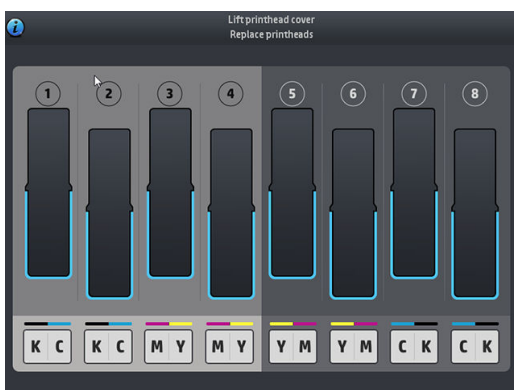 i
Lift printhead cover
Replace printheads
1 2 3 4 5 6 7 8
K C K C M Y M Y Y M Y M C K C K